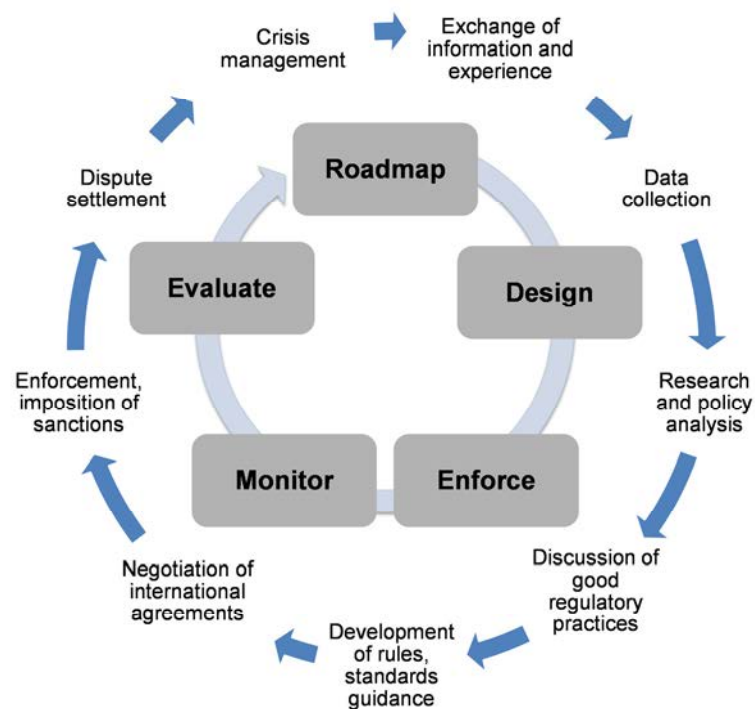 Crisis
management
Exchange of
information and
experience
Data
collection
Research
and policy
analysis
Discussion of
good
regulatory
practices
Development
of rules,
standards
guidance
Negotiation of
international
agreements
Enforcement,
imposition of
sanctions
Dispute
settlement
Roadmap
Design
Enforce
Monitor
Evaluate